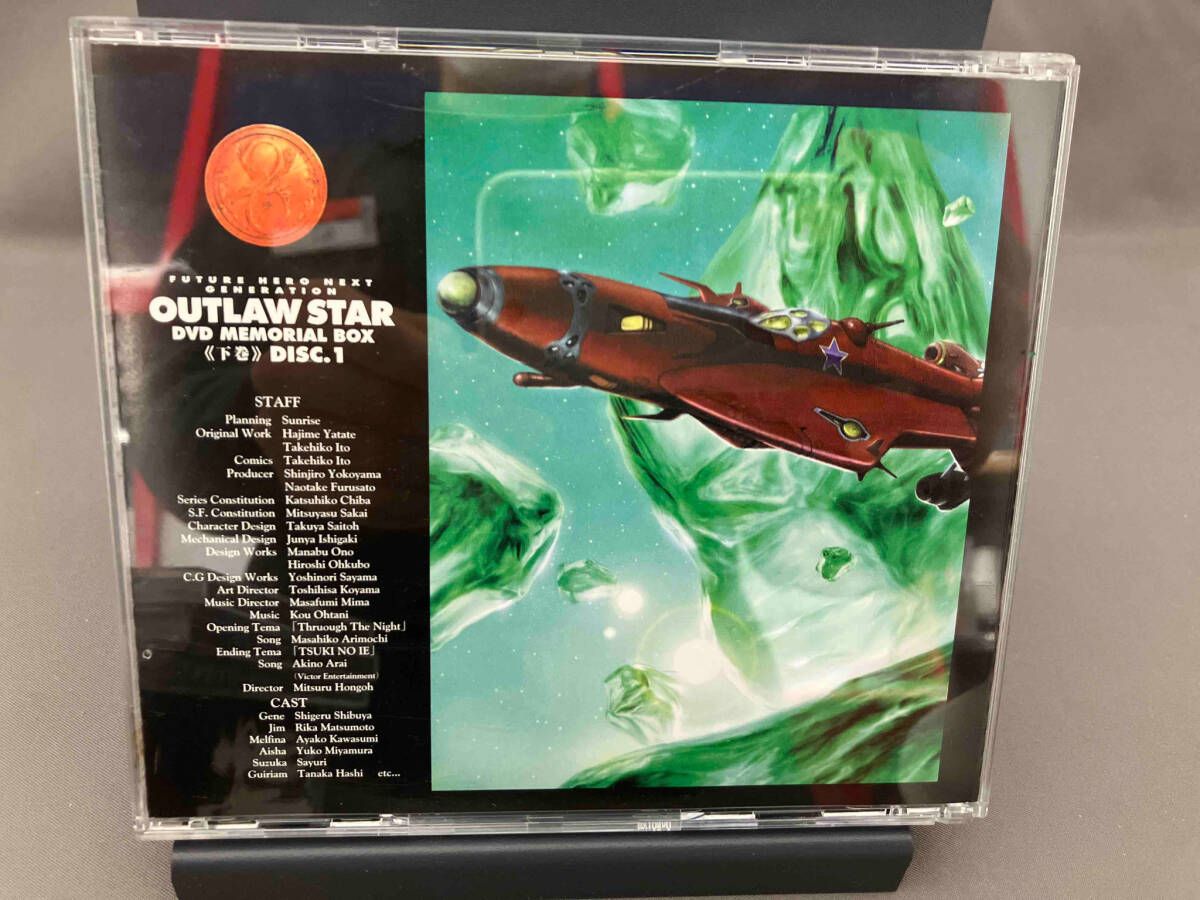 FUTURE HERO NEXT
GENERATION
OUTLAW STAR
DVD MEMORIAL BOX
《下巻》 DISC.1
STAFF
Planning Sunrise
Original Work Hajime Yatate
Takehiko Ito
Comics Takehiko Ito
Producer Shinjiro Yokoyama
Naotake Furusato
Series Constitution Katsuhiko Chiba
S.F. Constitution Mitsuyasu Sakai
Character Design Takuya Saitoh
Mechanical Design Junya Ishigaki
Design Works Manabu Ono
Hiroshi Ohkubo
C.G Design Works Yoshinori Sayama
Art Director Toshihisa Koyama
Music Director Masafumi Mima
Music Kou Ohtani
Opening Tema 「Thruough The Night」
Song Masahiko Arimochi
Ending Tema 「TSUKI NO IE」
Song Akino Arai
(Victor Entertainment)
Director Mitsuru Hongoh
CAST
Gene Shigeru Shibuya
Jim Rika Matsumoto
Melfina Ayako Kawasumi
Aisha Yuko Miyamura
Suzuka Sayuri
Guiriam Tanaka Hashi etc...